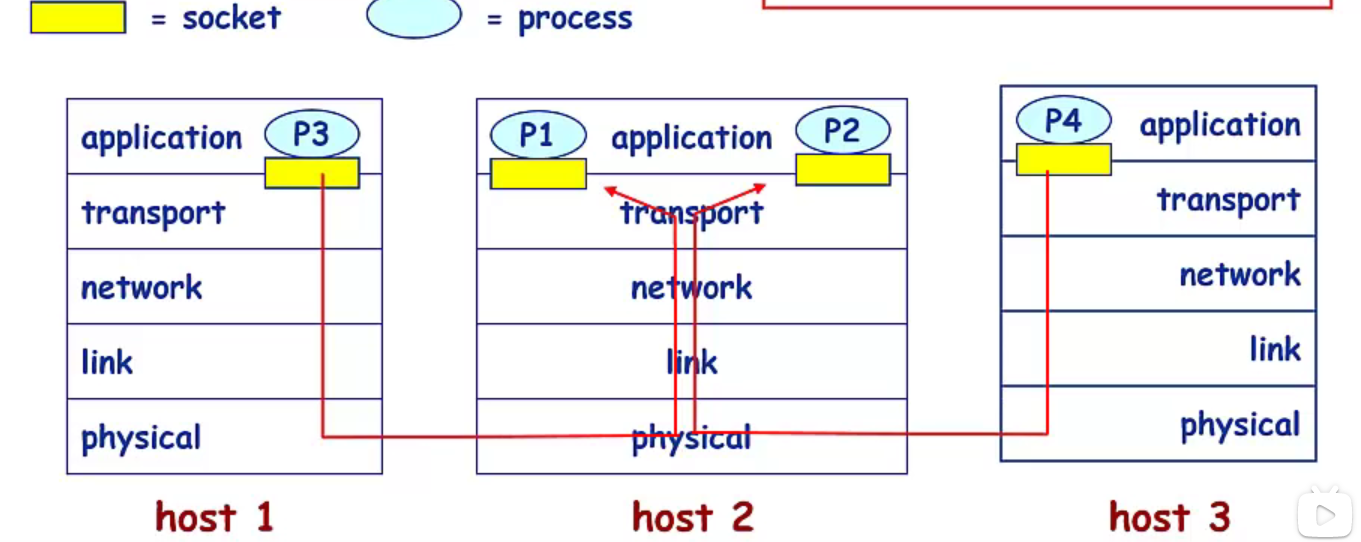 = socket
= process
application
P3
transport
network
link
physical
host 1
P1
application
P2
transport
network
link
physical
host 2
P4
application
transport
network
link
physical
host 3